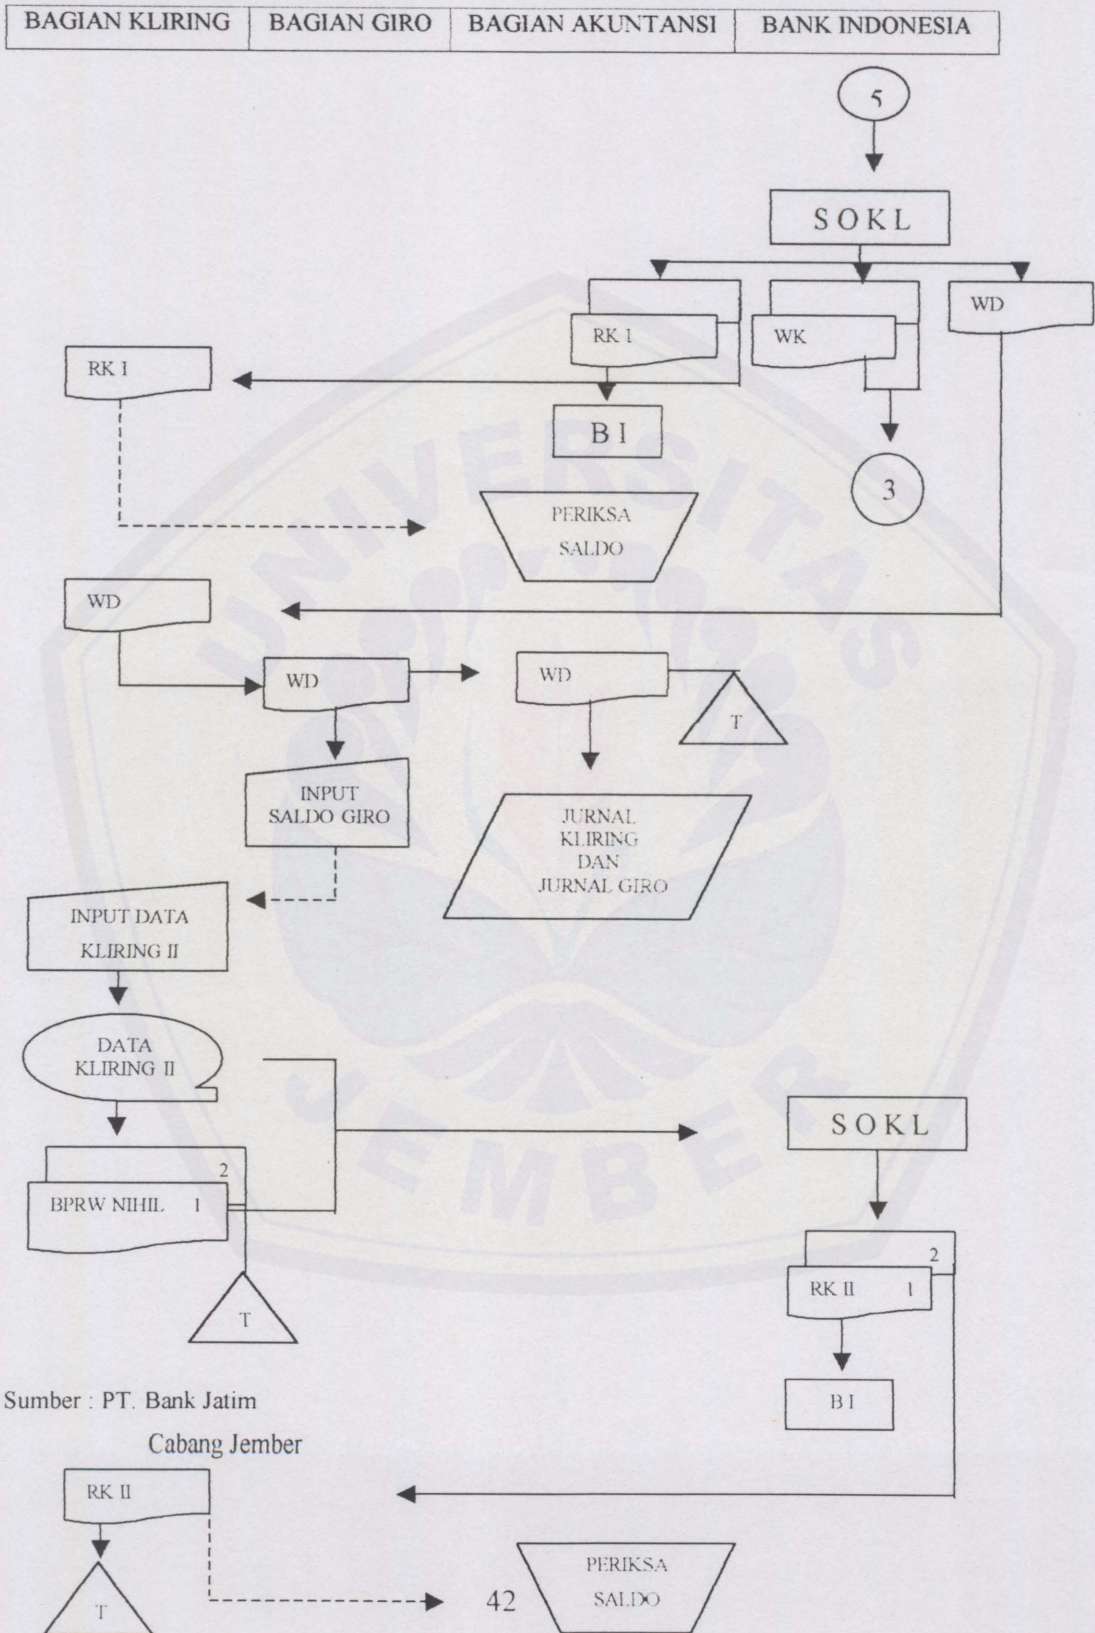 BAGIAN KLIRING
BAGIAN GIRO
BAGIAN AKUNTANSI
BANK INDONESIA
5
S O K L
RK I
WK
WD
RK I
B I
3
PERIKSA
SALDO
WD
WD
WD
T
INPUT
SALDO GIRO
JURNAL
KLIRING
DAN
JURNAL GIRO
INPUT DATA
KLIRING II
DATA
KLIRING II
S O K L
2
BPRW NIHIL 1
T
2
RK II 1
B I
Sumber : PT. Bank Jatim
Cabang Jember
RK II
T
42
PERIKSA
SALDO
UNIVERSITAS
JEMBER